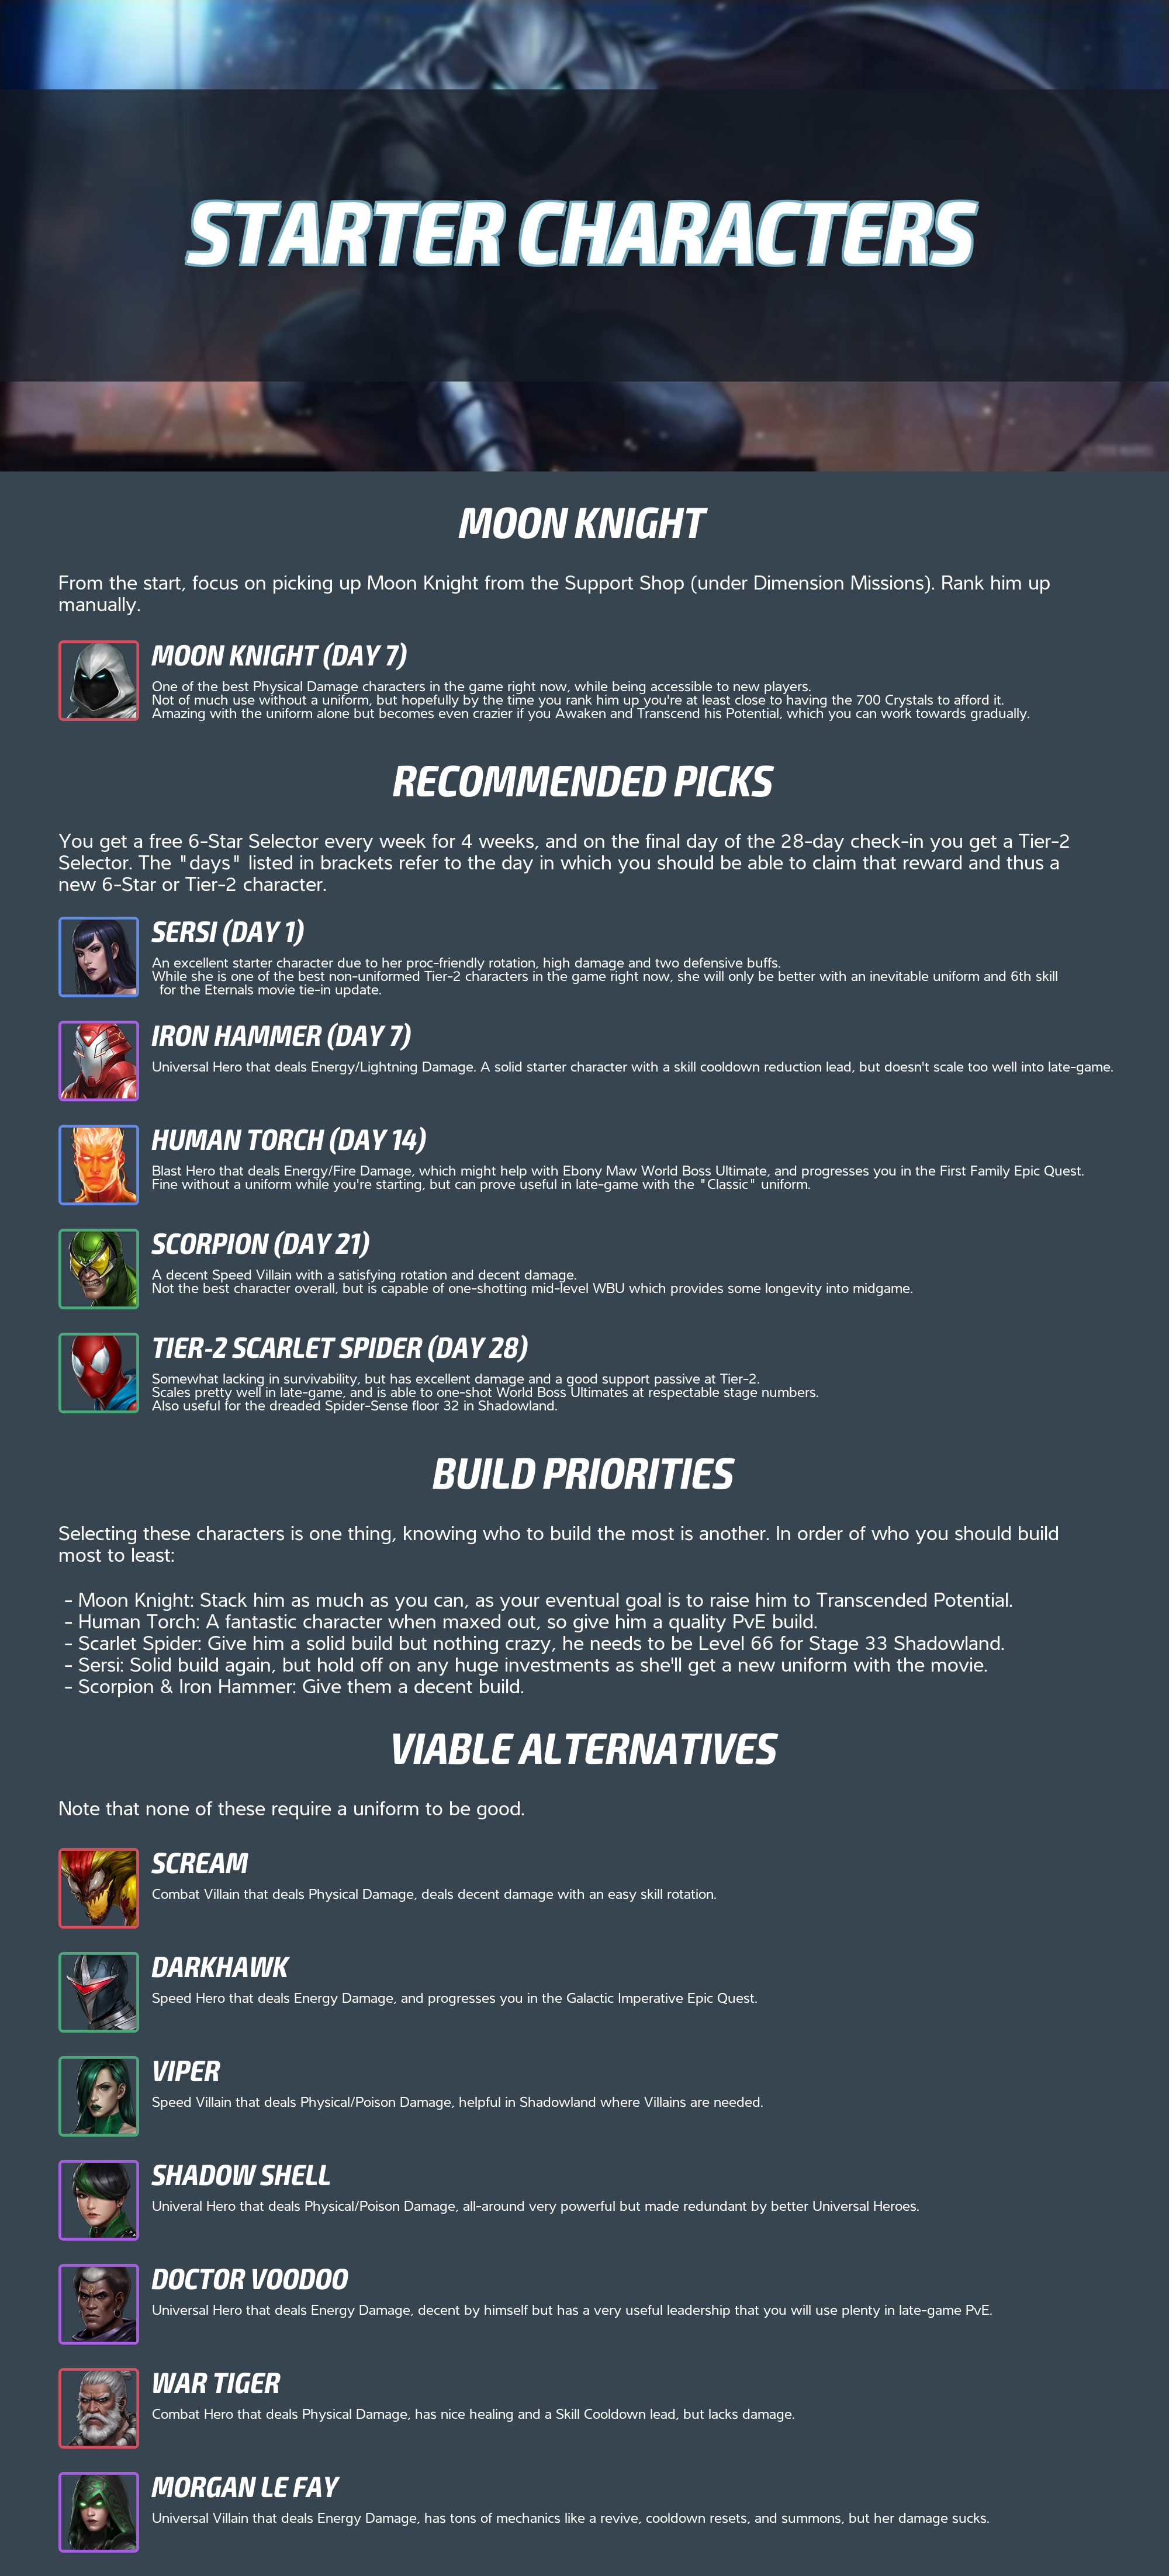 STARTER CHARACTERS
MOON KNIGHT
From the start, focus on picking up Moon Knight from the Support Shop (under Dimension Missions). Rank him up
manually.
MOON KNIGHT (DAY 7)
One of the best Physical Damage characters in the game right now, while being accessible to new players.
Not of much use without a uniform, but hopefully by the time you rank him up you're at least close to having the 700 Crystals to afford it.
Amazing with the uniform alone but becomes even crazier if you Awaken and Transcend his Potential, which you can work towards gradually.
RECOMMENDED PICKS
You get a free 6-Star Selector every week for 4 weeks, and on the final day of the 28-day check-in you get a Tier-2
Selector. The "days" listed in brackets refer to the day in which you should be able to claim that reward and thus a
new 6-Star or Tier-2 character.
SERSI (DAY 1)
An excellent starter character due to her proc-friendly rotation, high damage and two defensive buffs.
While she is one of the best non-uniformed Tier-2 characters in the game right now, she will only be better with an inevitable uniform and 6th skill
for the Eternals movie tie-in update.
IRON HAMMER (DAY 7)
Universal Hero that deals Energy/Lightning Damage. A solid starter character with a skill cooldown reduction lead, but doesn't scale too well into late-game.
HUMAN TORCH (DAY 14)
Blast Hero that deals Energy/Fire Damage, which might help with Ebony Maw World Boss Ultimate, and progresses you in the First Family Epic Quest.
Fine without a uniform while you're starting, but can prove useful in late-game with the "Classic" uniform.
SCORPION (DAY 21)
A decent Speed Villain with a satisfying rotation and decent damage.
Not the best character overall, but is capable of one-shotting mid-level WBU which provides some longevity into midgame.
TIER-2 SCARLET SPIDER (DAY 28)
Somewhat lacking in survivability, but has excellent damage and a good support passive at Tier-2.
Scales pretty well in late-game, and is able to one-shot World Boss Ultimates at respectable stage numbers.
Also useful for the dreaded Spider-Sense floor 32 in Shadowland.
BUILD PRIORITIES
Selecting these characters is one thing, knowing who to build the most is another. In order of who you should build
most to least:
- Moon Knight: Stack him as much as you can, as your eventual goal is to raise him to Transcended Potential.
- Human Torch: A fantastic character when maxed out, so give him a quality PvE build.
- Scarlet Spider: Give him a solid build but nothing crazy, he needs to be Level 66 for Stage 33 Shadowland.
- Sersi: Solid build again, but hold off on any huge investments as she'll get a new uniform with the movie.
- Scorpion & Iron Hammer: Give them a decent build.
VIABLE ALTERNATIVES
Note that none of these require a uniform to be good.
SCREAM
Combat Villain that deals Physical Damage, deals decent damage with an easy skill rotation.
DARKHAWK
Speed Hero that deals Energy Damage, and progresses you in the Galactic Imperative Epic Quest.
VIPER
Speed Villain that deals Physical/Poison Damage, helpful in Shadowland where Villains are needed.
SHADOW SHELL
Univeral Hero that deals Physical/Poison Damage, all-around very powerful but made redundant by better Universal Heroes.
DOCTOR VOODOO
Universal Hero that deals Energy Damage, decent by himself but has a very useful leadership that you will use plenty in late-game PvE.
WAR TIGER
Combat Hero that deals Physical Damage, has nice healing and a Skill Cooldown lead, but lacks damage.
MORGAN LE FAY
Universal Villain that deals Energy Damage, has tons of mechanics like a revive, cooldown resets, and summons, but her damage sucks.